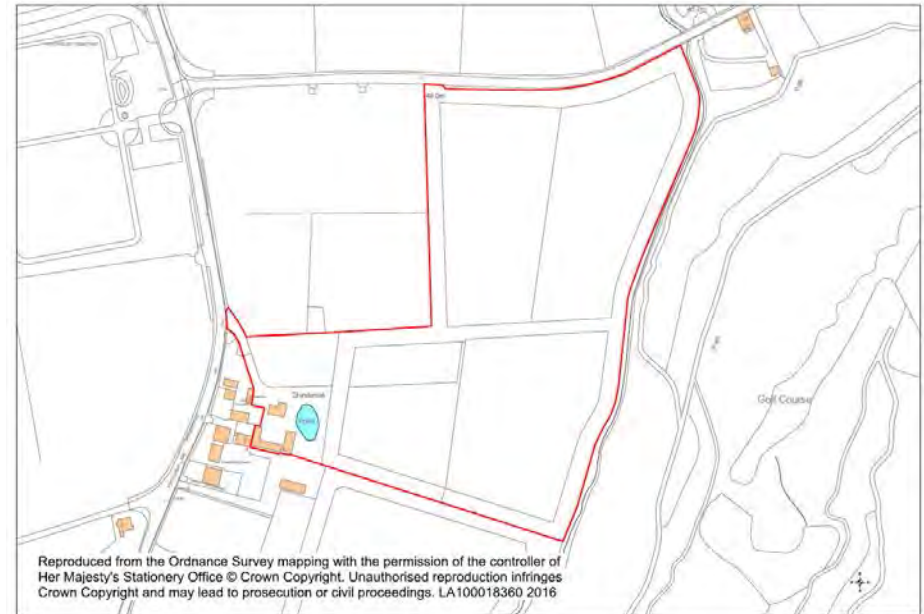 Golf Course
Reproduced from the Ordnance Survey mapping with the permission of the controller of
Her Majesty's Stationery Office © Crown Copyright. Unauthorised reproduction infringes
Crown Copyright and may lead to prosecution or civil proceedings. LA100018360 2016